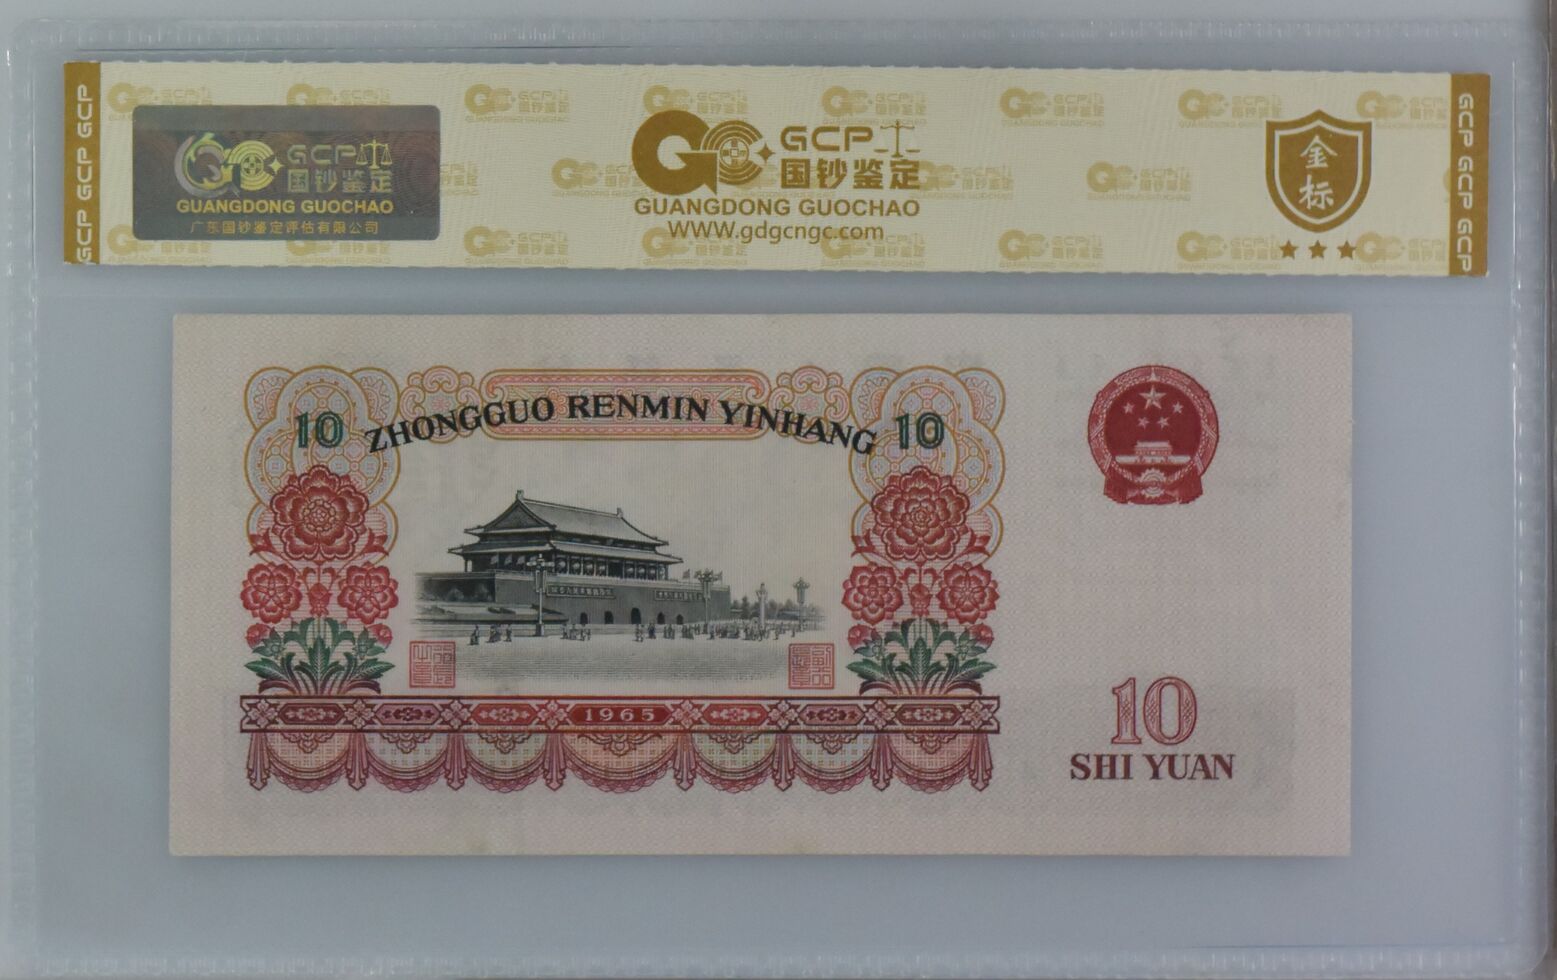 GCP GCP GCP
GCP
国钞鉴定
GUANGDONG GUOCHAO
广东国钞鉴定评估有限公司
GCP
国钞鉴定
GUANGDONG GUOCHAO
WWW.gdgcngc.com
金标
GCP GCP GCP
10
ZHONGGUO RENMIN YINHANG
10
1965
10
SHI YUAN